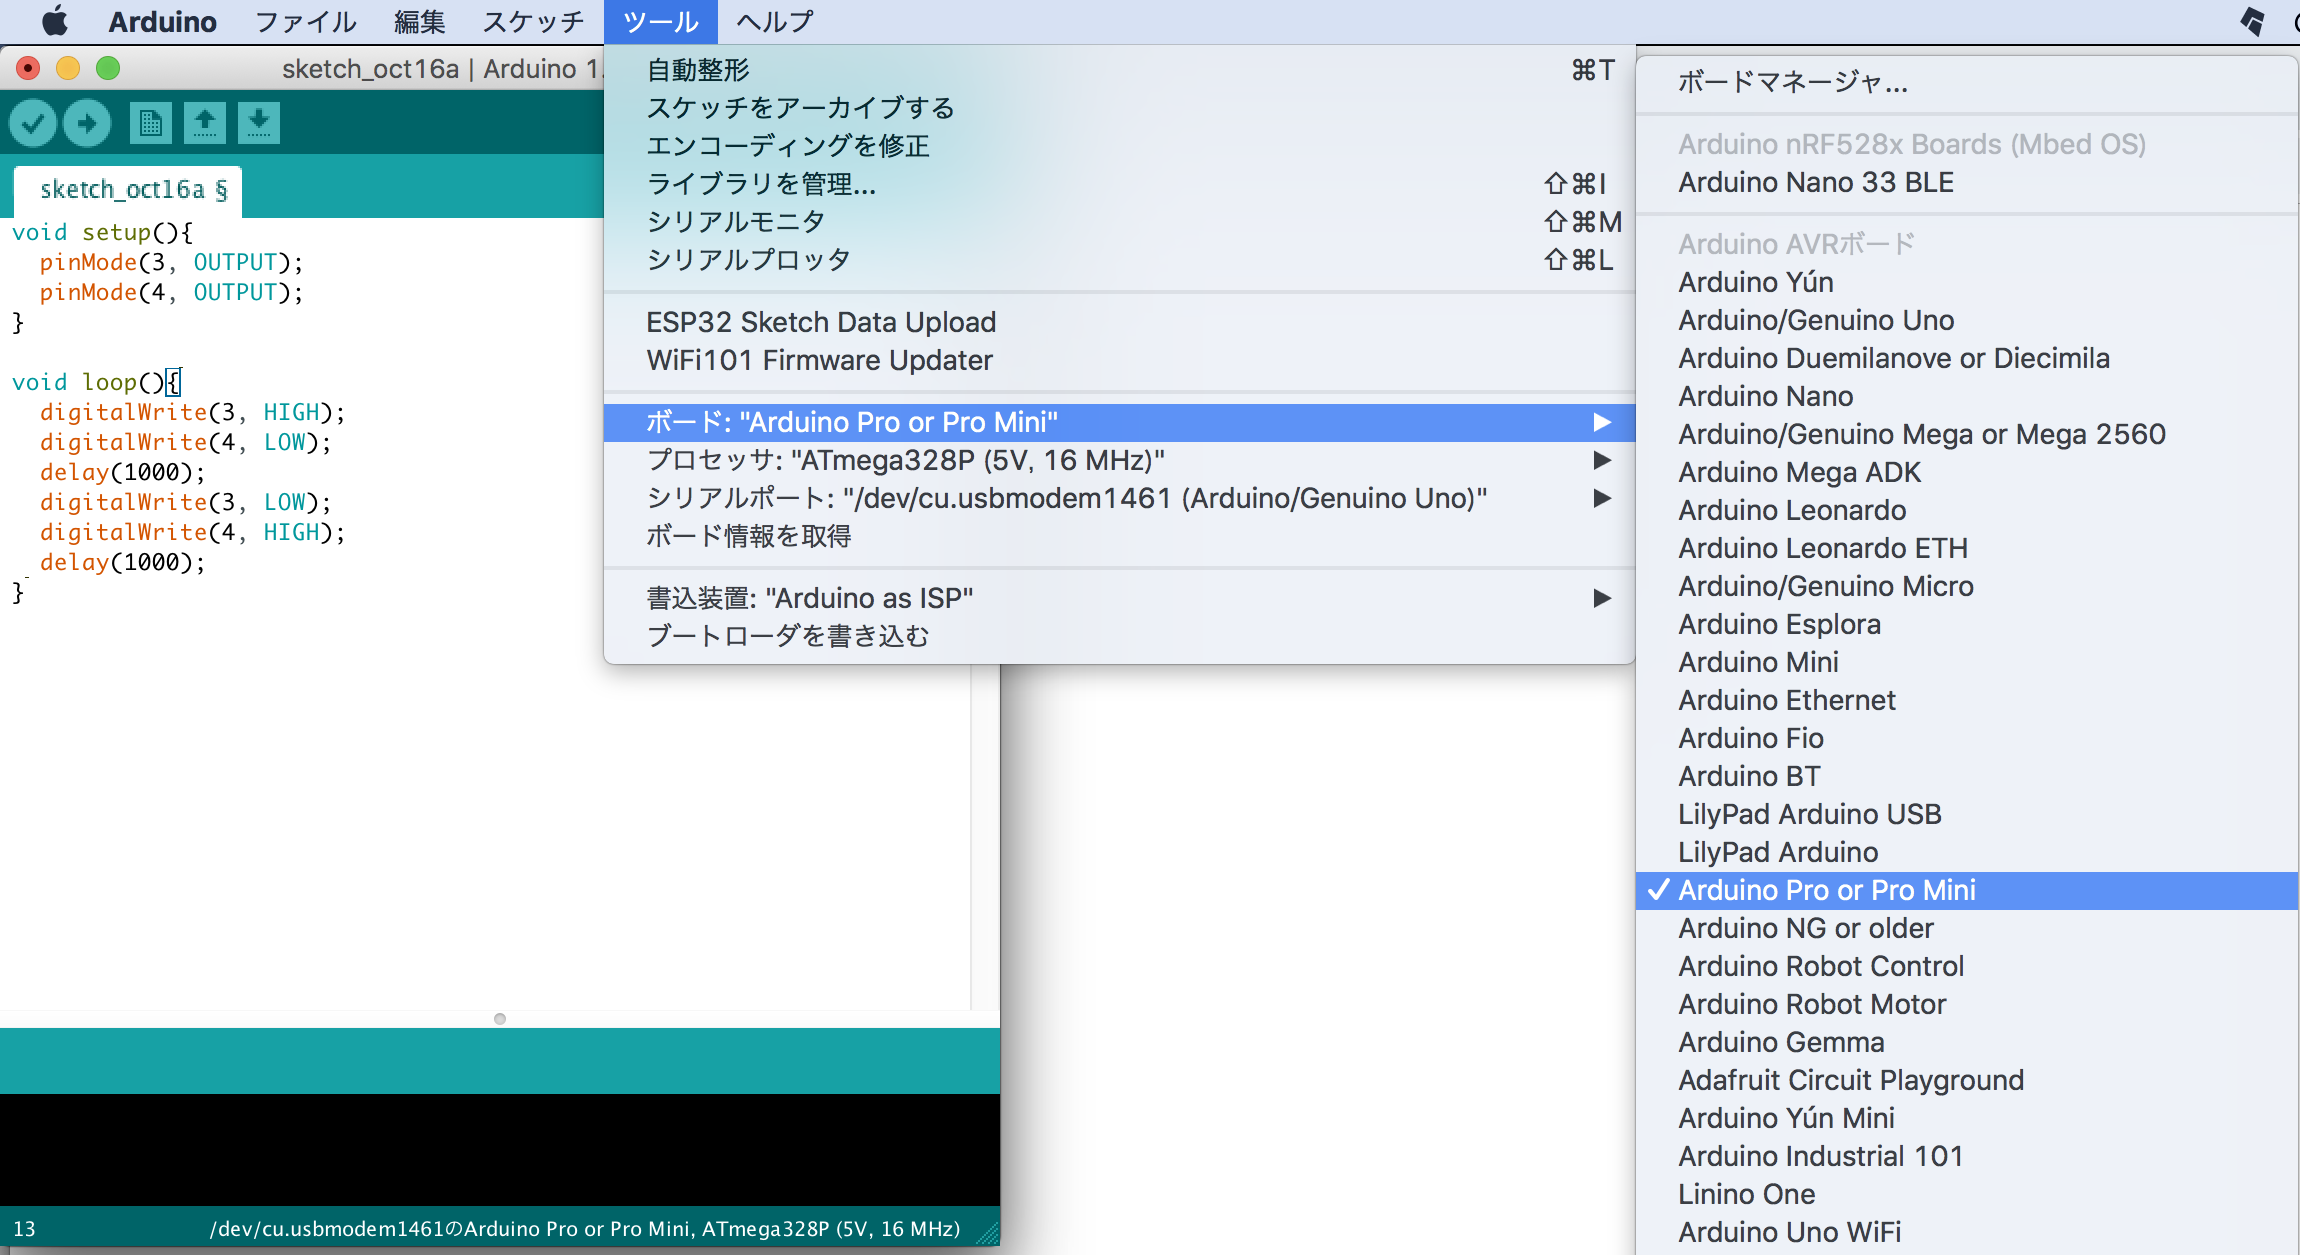 Arduino ファイル 編集 スケッチ ツール ヘルプ
sketch_oct16a | Arduino 1.
sketch_oct16a §
void setup(){
pinMode(3, OUTPUT);
pinMode(4, OUTPUT);
}
void loop(){
digitalWrite(3, HIGH);
digitalWrite(4, LOW);
delay(1000);
digitalWrite(3, LOW);
digitalWrite(4, HIGH);
delay(1000);
}
13 /dev/cu.usbmodem1461のArduino Pro or Pro Mini, ATmega328P (5V, 16 MHz)
自動整形 ⌘T
スケッチをアーカイブする
エンコーディングを修正
ライブラリを管理... ⇧⌘I
シリアルモニタ ⇧⌘M
シリアルプロッタ ⇧⌘L
ESP32 Sketch Data Upload
WiFi101 Firmware Updater
ボード: "Arduino Pro or Pro Mini"
プロセッサ: "ATmega328P (5V, 16 MHz)"
シリアルポート: "/dev/cu.usbmodem1461 (Arduino/Genuino Uno)"
ボード情報を取得
書込装置: "Arduino as ISP"
ブートローダを書き込む
ボードマネージャ...
Arduino nRF528x Boards (Mbed OS)
Arduino Nano 33 BLE
Arduino AVRボード
Arduino Yún
Arduino/Genuino Uno
Arduino Duemilanove or Diecimila
Arduino Nano
Arduino/Genuino Mega or Mega 2560
Arduino Mega ADK
Arduino Leonardo
Arduino Leonardo ETH
Arduino/Genuino Micro
Arduino Esplora
Arduino Mini
Arduino Ethernet
Arduino Fio
Arduino BT
LilyPad Arduino USB
LilyPad Arduino
✓ Arduino Pro or Pro Mini
Arduino NG or older
Arduino Robot Control
Arduino Robot Motor
Arduino Gemma
Adafruit Circuit Playground
Arduino Yún Mini
Arduino Industrial 101
Linino One
Arduino Uno WiFi